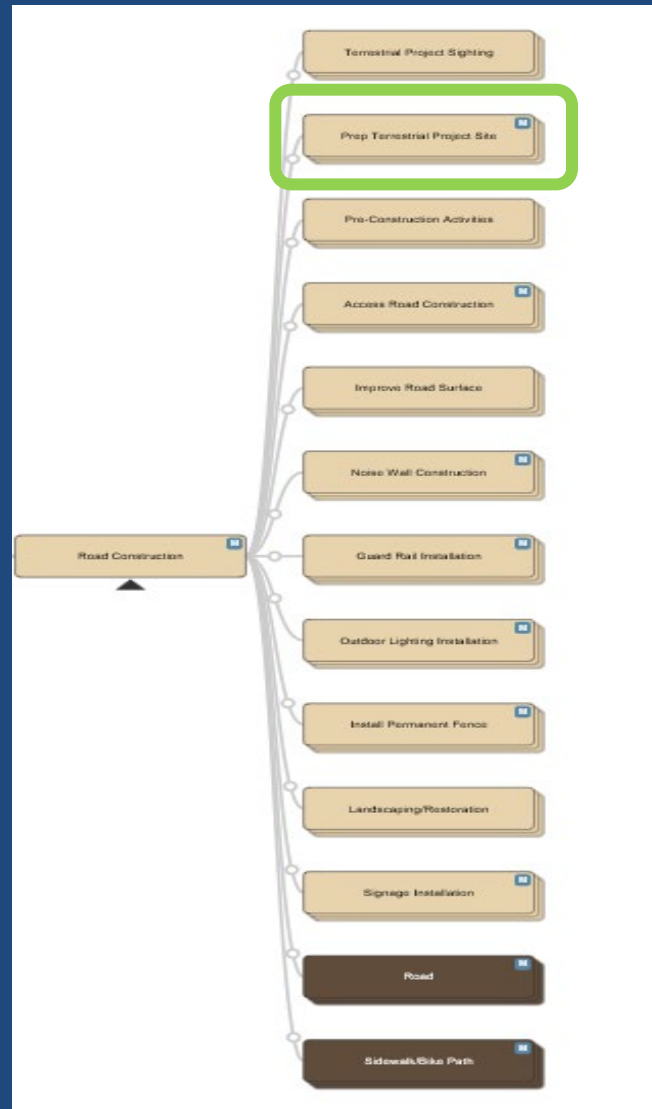 Terrestrial Project Sighting
M
Prep Terrestrial Project Site
Pre-Construction Activities
M
Access Road Construction
Improve Road Surface
M
Noise Wall Construction
M
Road Construction
M
Guard Rail Installation
M
Outdoor Lighting Installation
M
Install Permanent Fence
Landscaping/Restoration
M
Signage Installation
M
Road
M
Sidewalk/Bike Path